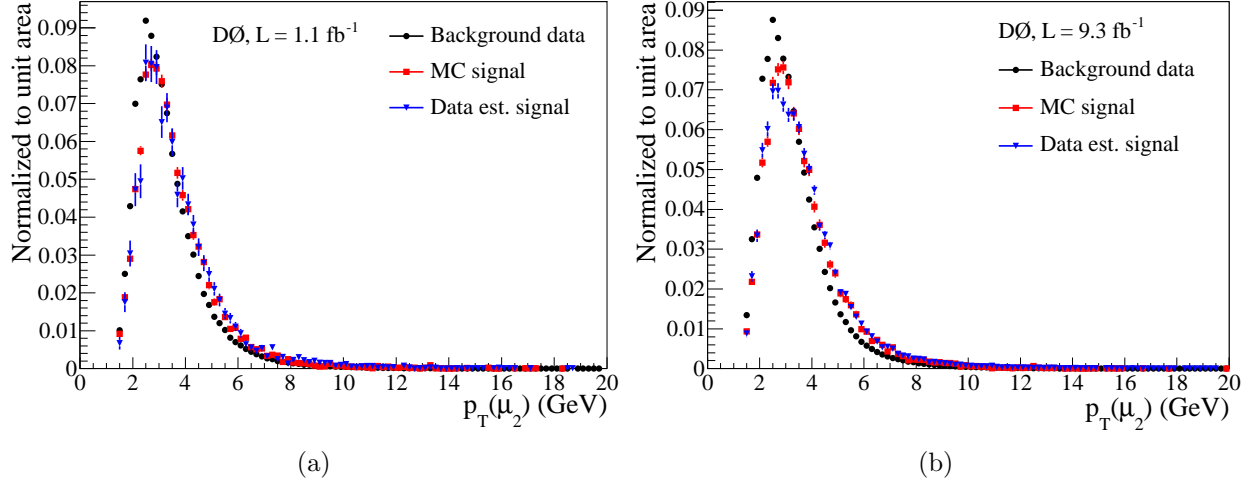 Normalized to unit area
0.09
0.08
0.07
0.06
0.05
0.04
0.03
0.02
0.01
0
DØ, L = 1.1 fb⁻¹
Background data
MC signal
Data est. signal
0 2 4 6 8 10 12 14 16 18 20
p_T(μ₂) (GeV)
(a)
Normalized to unit area
0.09
0.08
0.07
0.06
0.05
0.04
0.03
0.02
0.01
0
DØ, L = 9.3 fb⁻¹
Background data
MC signal
Data est. signal
0 2 4 6 8 10 12 14 16 18 20
p_T(μ₂) (GeV)
(b)